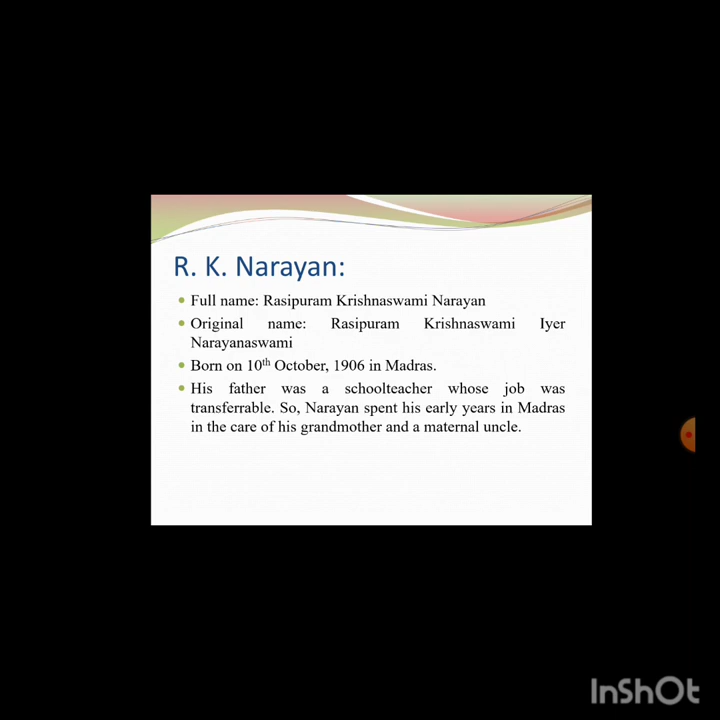 R. K. Narayan:
• Full name: Rasipuram Krishnaswami Narayan
• Original name: Rasipuram Krishnaswami Iyer
Narayanaswami
• Born on 10th October, 1906 in Madras.
• His father was a schoolteacher whose job was
transferrable. So, Narayan spent his early years in Madras
in the care of his grandmother and a maternal uncle.
InShOt